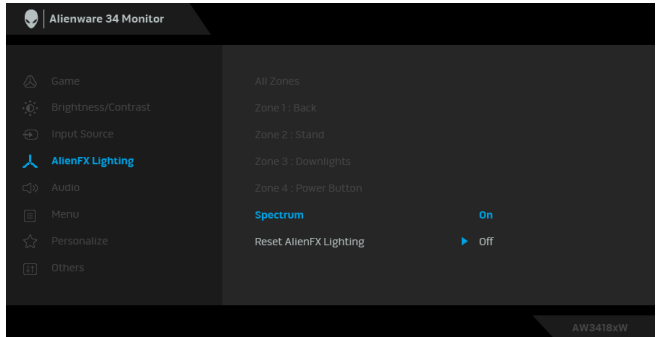 Alienware 34 Monitor
Game
All Zones
Brightness/Contrast
Zone 1 : Back
Input Source
Zone 2 : Stand
AlienFX Lighting
Zone 3 : Downlights
Audio
Zone 4 : Power Button
Menu
Spectrum On
Personalize
Reset AlienFX Lighting Off
Others
AW3418xW